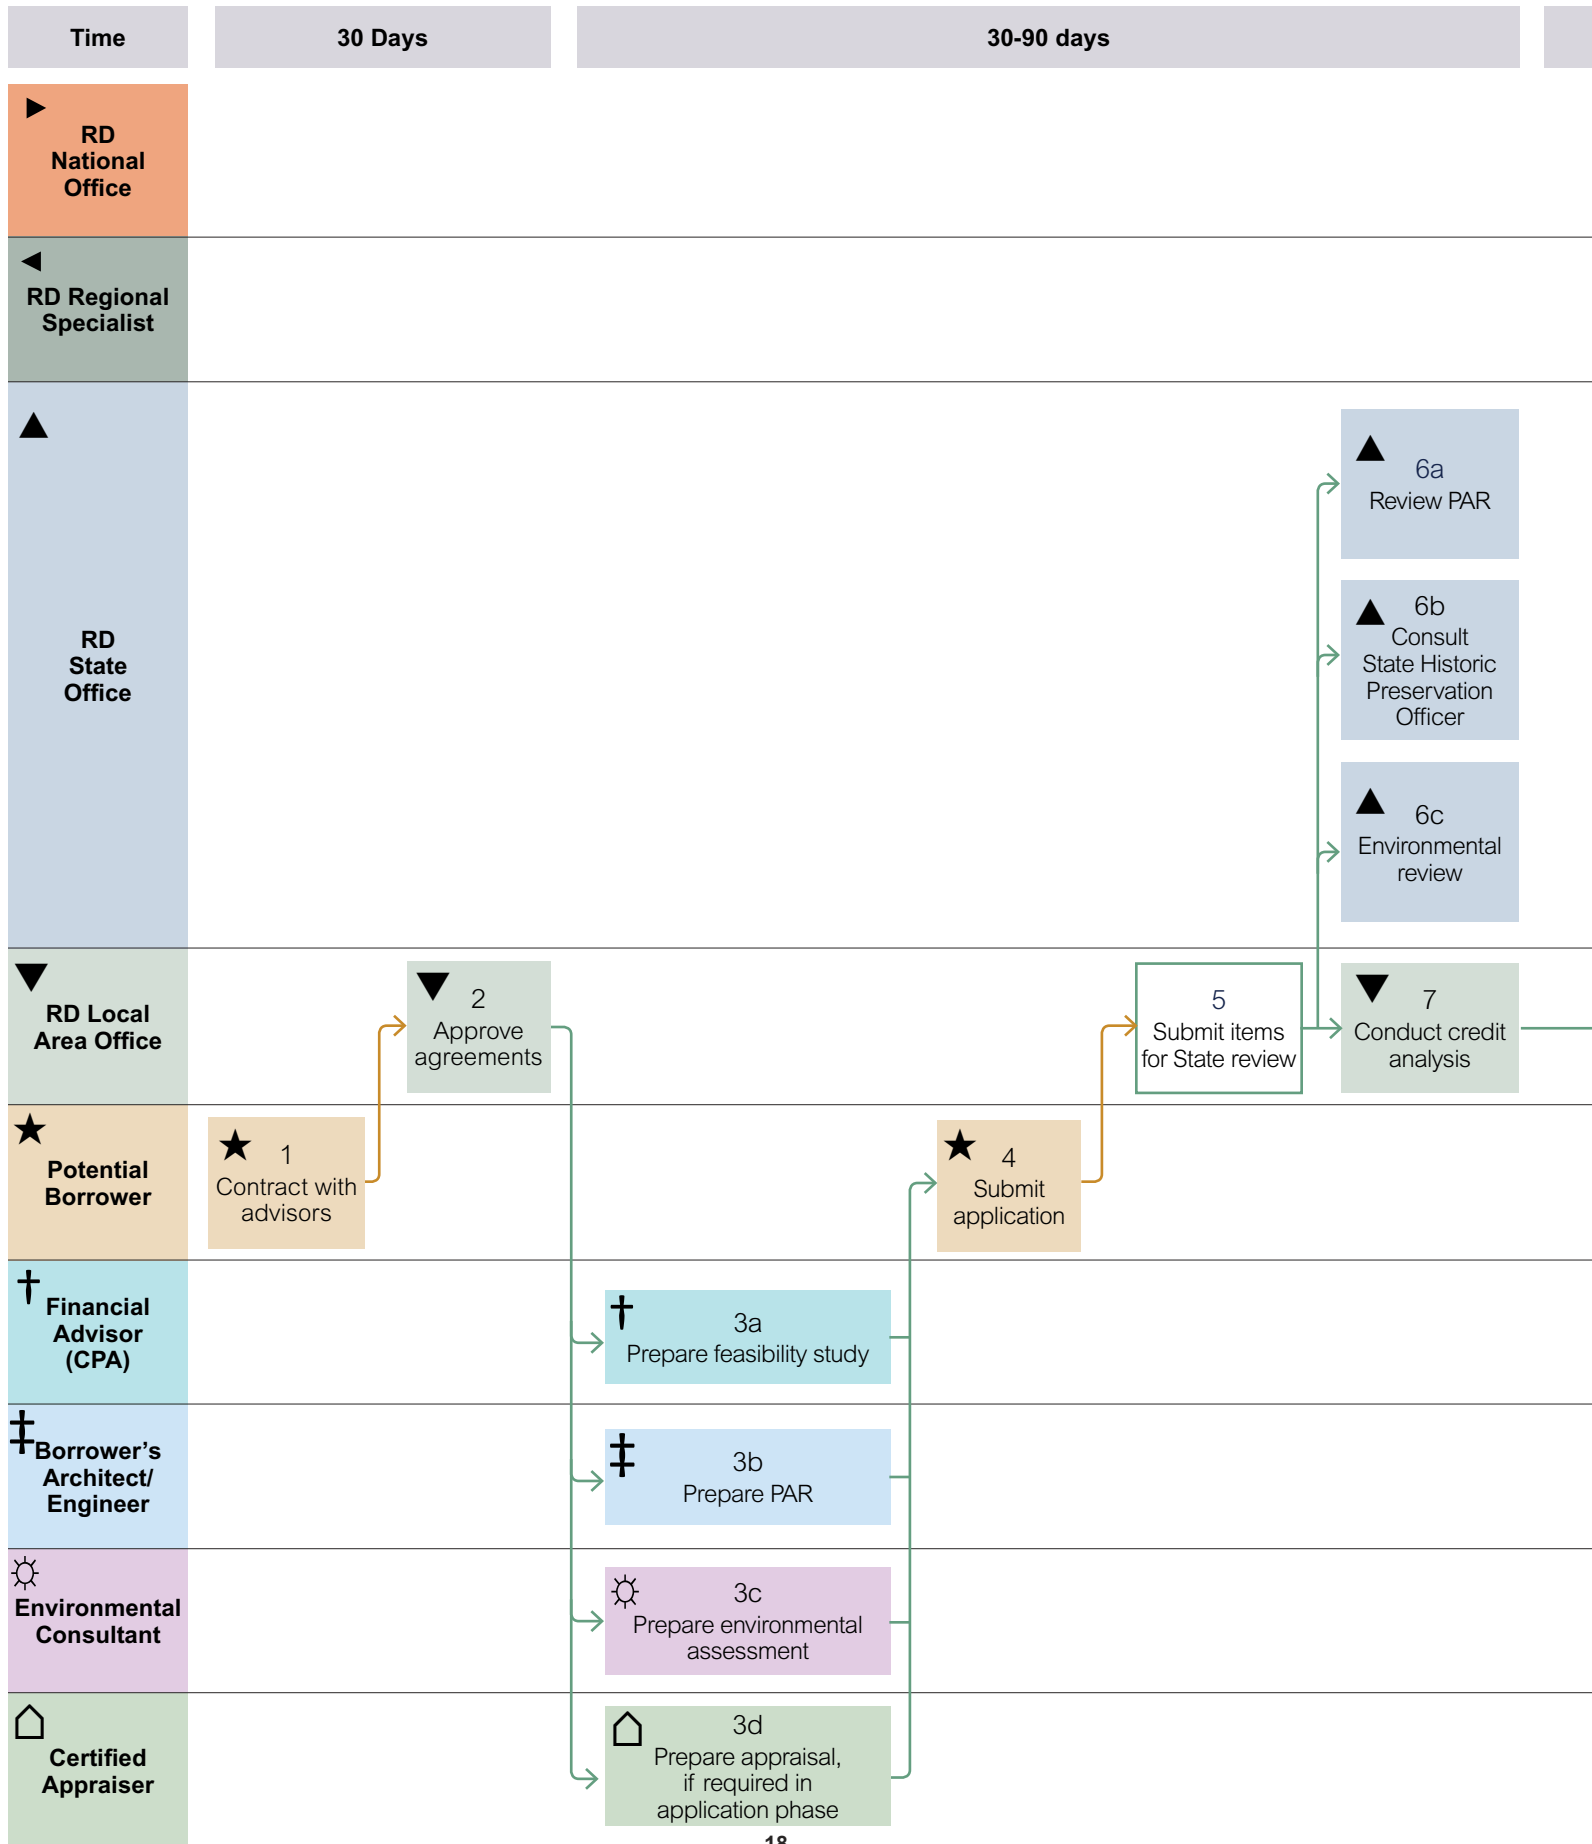 Time
30 Days
30-90 days
RD
National
Office
RD Regional
Specialist
RD
State
Office
6a
Review PAR
6b
Consult
State Historic
Preservation
Officer
6c
Environmental
review
RD Local
Area Office
2
Approve
agreements
5
Submit items
for State review
7
Conduct credit
analysis
Potential
Borrower
1
Contract with
advisors
4
Submit
application
Financial
Advisor
(CPA)
3a
Prepare feasibility study
Borrower’s
Architect/
Engineer
3b
Prepare PAR
Environmental
Consultant
3c
Prepare environmental
assessment
Certified
Appraiser
3d
Prepare appraisal,
if required in
application phase
18